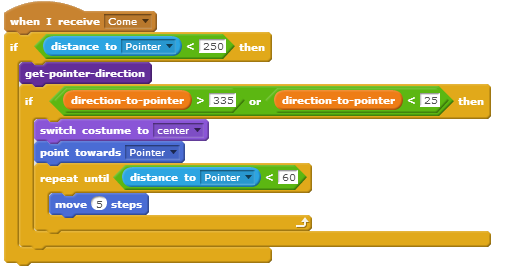 when I receive Come
if distance to Pointer < 250 then
get-pointer-direction
if direction-to-pointer > 335 or direction-to-pointer < 25 then
switch costume to center
point towards Pointer
repeat until distance to Pointer < 60
move 5 steps